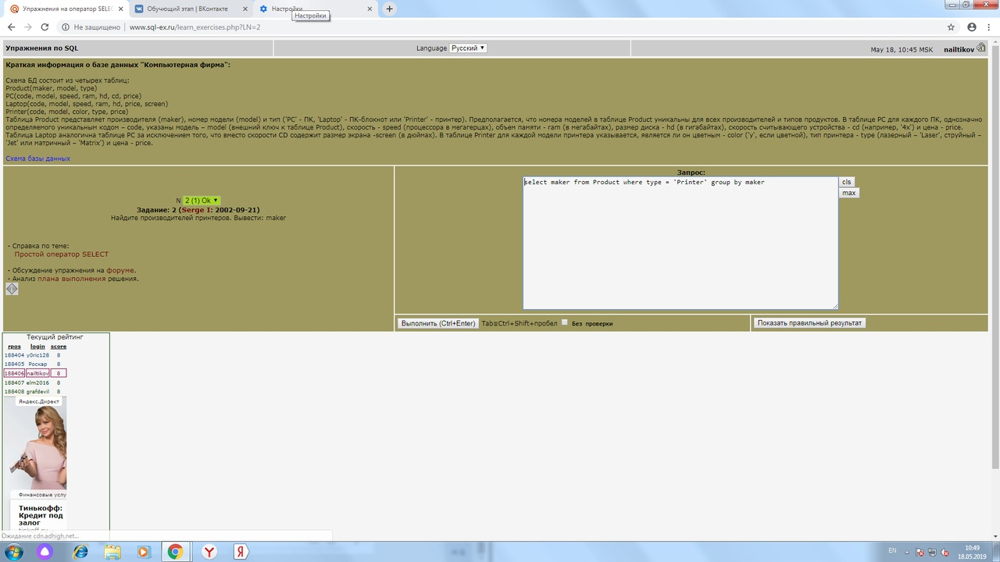 Упражнения на оператор SELEC
Обучающий этап | ВКонтакте
Настройки
Настройки
Не защищено
www.sql-ex.ru/learn_exercises.php?LN=2
Упражнения по SQL
Language Русский
May 18, 10:45 MSK nailtikov
Краткая информация о базе данных "Компьютерная фирма":
Схема БД состоит из четырех таблиц:
Product(maker, model, type)
PC(code, model, speed, ram, hd, cd, price)
Laptop(code, model, speed, ram, hd, price, screen)
Printer(code, model, color, type, price)
Таблица Product представляет производителя (maker), номер модели (model) и тип ('PC' - ПК, 'Laptop' - ПК-блокнот или 'Printer' - принтер). Предполагается, что номера моделей в таблице Product уникальны для всех производителей и типов продуктов. В таблице PC для каждого ПК, однозначно
определяемого уникальным кодом – code, указаны модель – model (внешний ключ к таблице Product), скорость - speed (процессора в мегагерцах), объем памяти - ram (в мегабайтах), размер диска - hd (в гигабайтах), скорость считывающего устройства - cd (например, '4x') и цена - price.
Таблица Laptop аналогична таблице PC за исключением того, что вместо скорости CD содержит размер экрана -screen (в дюймах). В таблице Printer для каждой модели принтера указывается, является ли он цветным - color ('y', если цветной), тип принтера - type (лазерный – 'Laser', струйный –
'Jet' или матричный – 'Matrix') и цена - price.
Схема базы данных
N 2 (1) Ok
Задание: 2 (Serge I: 2002-09-21)
Найдите производителей принтеров. Вывести: maker
· Справка по теме:
Простой оператор SELECT
· Обсуждение упражнения на форуме.
· Анализ плана выполнения решения.
Запрос:
select maker from Product where type = 'Printer' group by maker
cls
max
Выполнить (Ctrl+Enter) Tab≡Ctrl+Shift+пробел Без проверки
Показать правильный результат
Текущий рейтинг
rpos login score
188404 y0ric128 8
188405 Роскар 8
188406 nailtikov 8
188407 elm2016 8
188408 grafdevil 8
Яндекс.Директ
Финансовые услу
Тинькофф:
Кредит под
залог
tinkoff.ru
Ожидание cdn.adhigh.net...
EN
10:49
18.05.2019